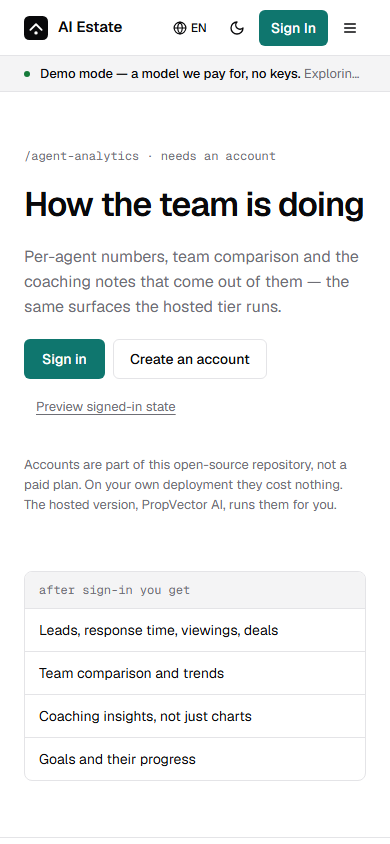 AI Estate
EN
Sign In
Demo mode — a model we pay for, no keys. Explorin...
/agent-analytics · needs an account
How the team is doing
Per-agent numbers, team comparison and the
coaching notes that come out of them — the
same surfaces the hosted tier runs.
Sign in
Create an account
Preview signed-in state
Accounts are part of this open-source repository, not a
paid plan. On your own deployment they cost nothing.
The hosted version, PropVector AI, runs them for you.
after sign-in you get
Leads, response time, viewings, deals
Team comparison and trends
Coaching insights, not just charts
Goals and their progress